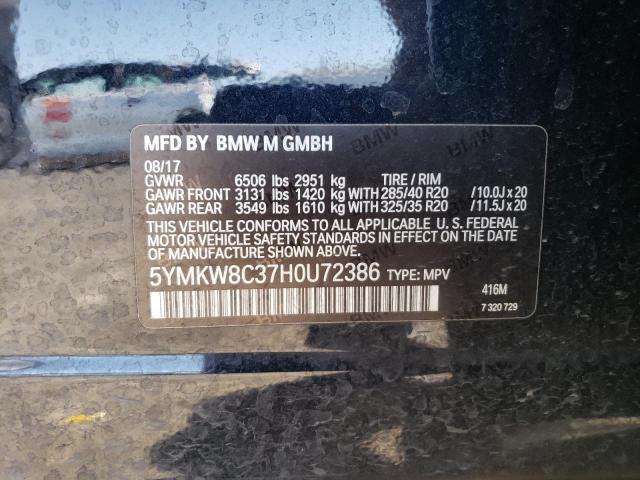 MFD BY BMW M GMBH
08/17
GVWR 6506 lbs 2951 kg TIRE / RIM
GAWR FRONT 3131 lbs 1420 kg WITH 285/40 R20 /10.0J x 20
GAWR REAR 3549 lbs 1610 kg WITH 325/35 R20 /11.5J x 20
THIS VEHICLE CONFORMS TO ALL APPLICABLE U. S. FEDERAL
MOTOR VEHICLE SAFETY STANDARDS IN EFFECT ON THE
DATE OF MANUFACTURE SHOWN ABOVE.
5YMKW8C37H0U72386 TYPE: MPV
416M
7 320 729